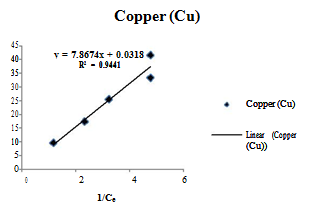 Copper (Cu)
45
40
35
30
25
20
15
10
5
0
y = 7.8674x + 0.0318
R² = 0.9441
Copper (Cu)
Linear (Copper
(Cu))
0 2 4 6
1/Ce